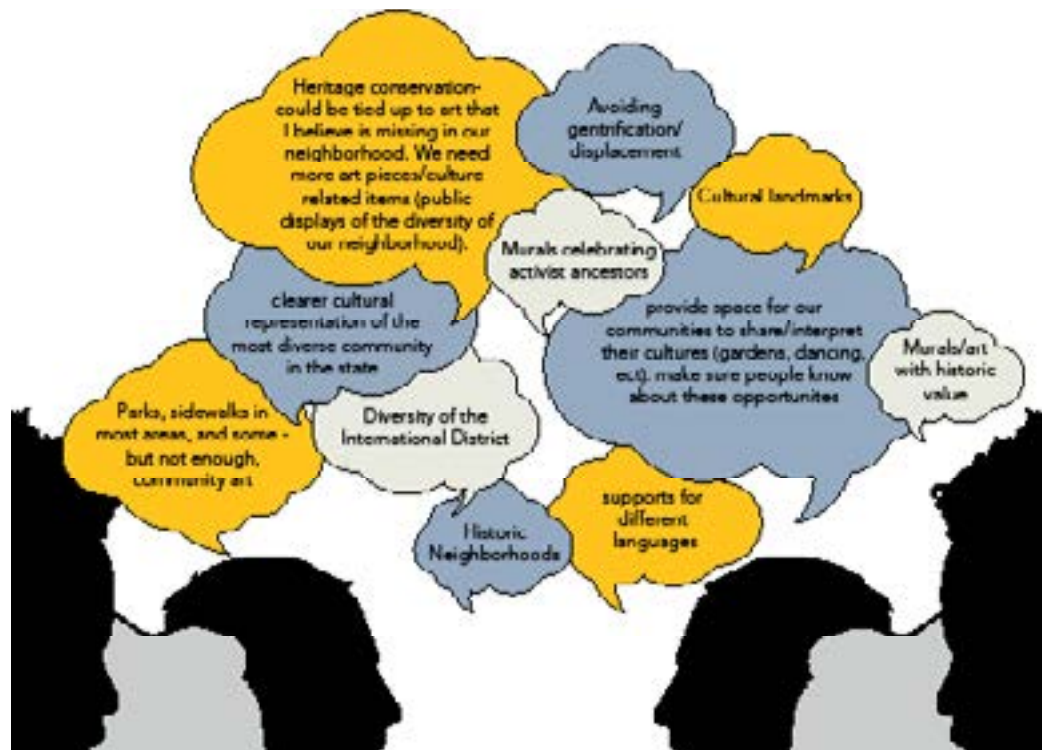 Heritage conservation-
could be tied up to art that
I believe is missing in our
neighborhood. We need
more art pieces/culture
related items (public
displays of the diversity of
our neighborhood).
Avoiding
gentrification/
displacement
Cultural landmarks
Murals celebrating
activist ancestors
clearer cultural
representation of the
most diverse community
in the state
provide space for our
communities to share/interpret
their cultures (gardens, dancing,
ect). make sure people know
about these opportunites
Murals/art
with historic
value
Parks, sidewalks in
most areas, and some -
but not enough,
community art
Diversity of the
International District
supports for
different
languages
Historic
Neighborhoods